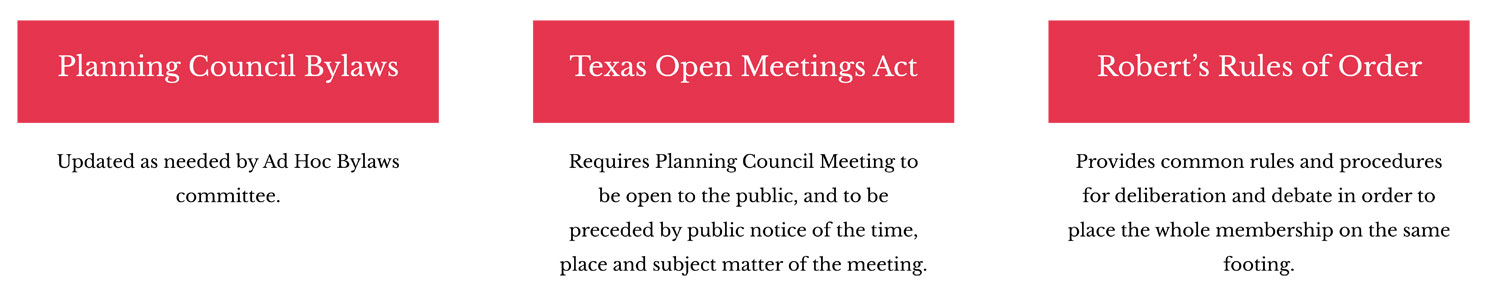 Planning Council Bylaws
Updated as needed by Ad Hoc Bylaws
committee.
Texas Open Meetings Act
Requires Planning Council Meeting to
be open to the public, and to be
preceded by public notice of the time,
place and subject matter of the meeting.
Robert’s Rules of Order
Provides common rules and procedures
for deliberation and debate in order to
place the whole membership on the same
footing.